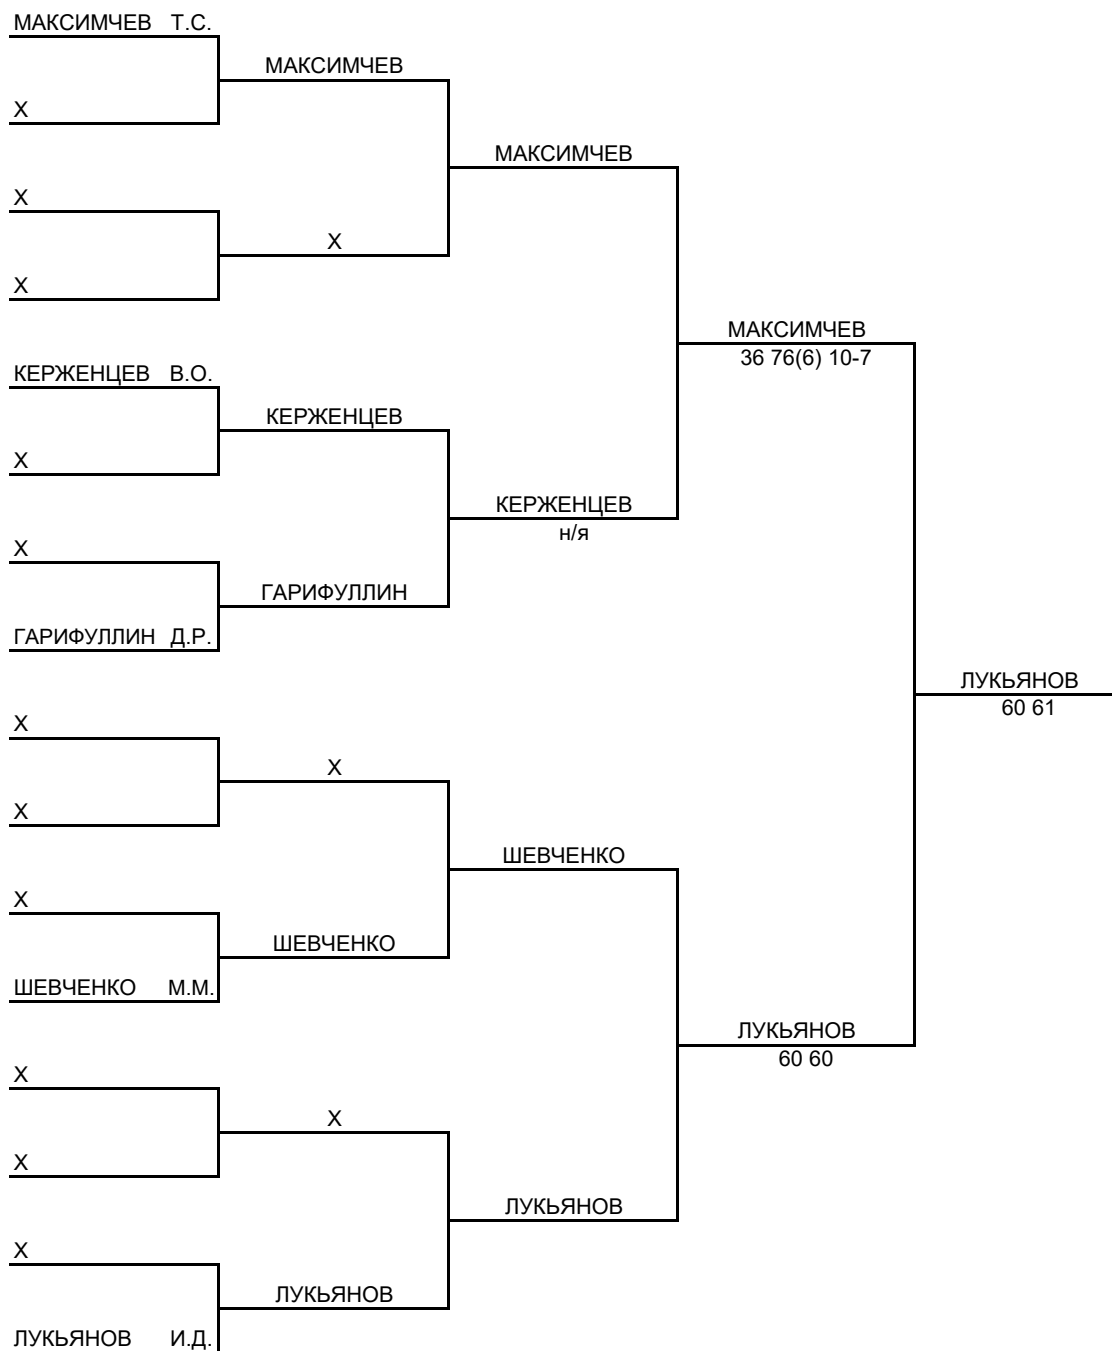 МАКСИМЧЕВ Т.С.
МАКСИМЧЕВ
Х
МАКСИМЧЕВ
Х
Х
Х
МАКСИМЧЕВ
36 76(6) 10-7
КЕРЖЕНЦЕВ В.О.
КЕРЖЕНЦЕВ
Х
КЕРЖЕНЦЕВ
н/я
Х
ГАРИФУЛЛИН
ГАРИФУЛЛИН Д.Р.
ЛУКЬЯНОВ
60 61
Х
Х
Х
ШЕВЧЕНКО
Х
ШЕВЧЕНКО
ШЕВЧЕНКО М.М.
ЛУКЬЯНОВ
60 60
Х
Х
Х
ЛУКЬЯНОВ
Х
ЛУКЬЯНОВ
ЛУКЬЯНОВ И.Д.